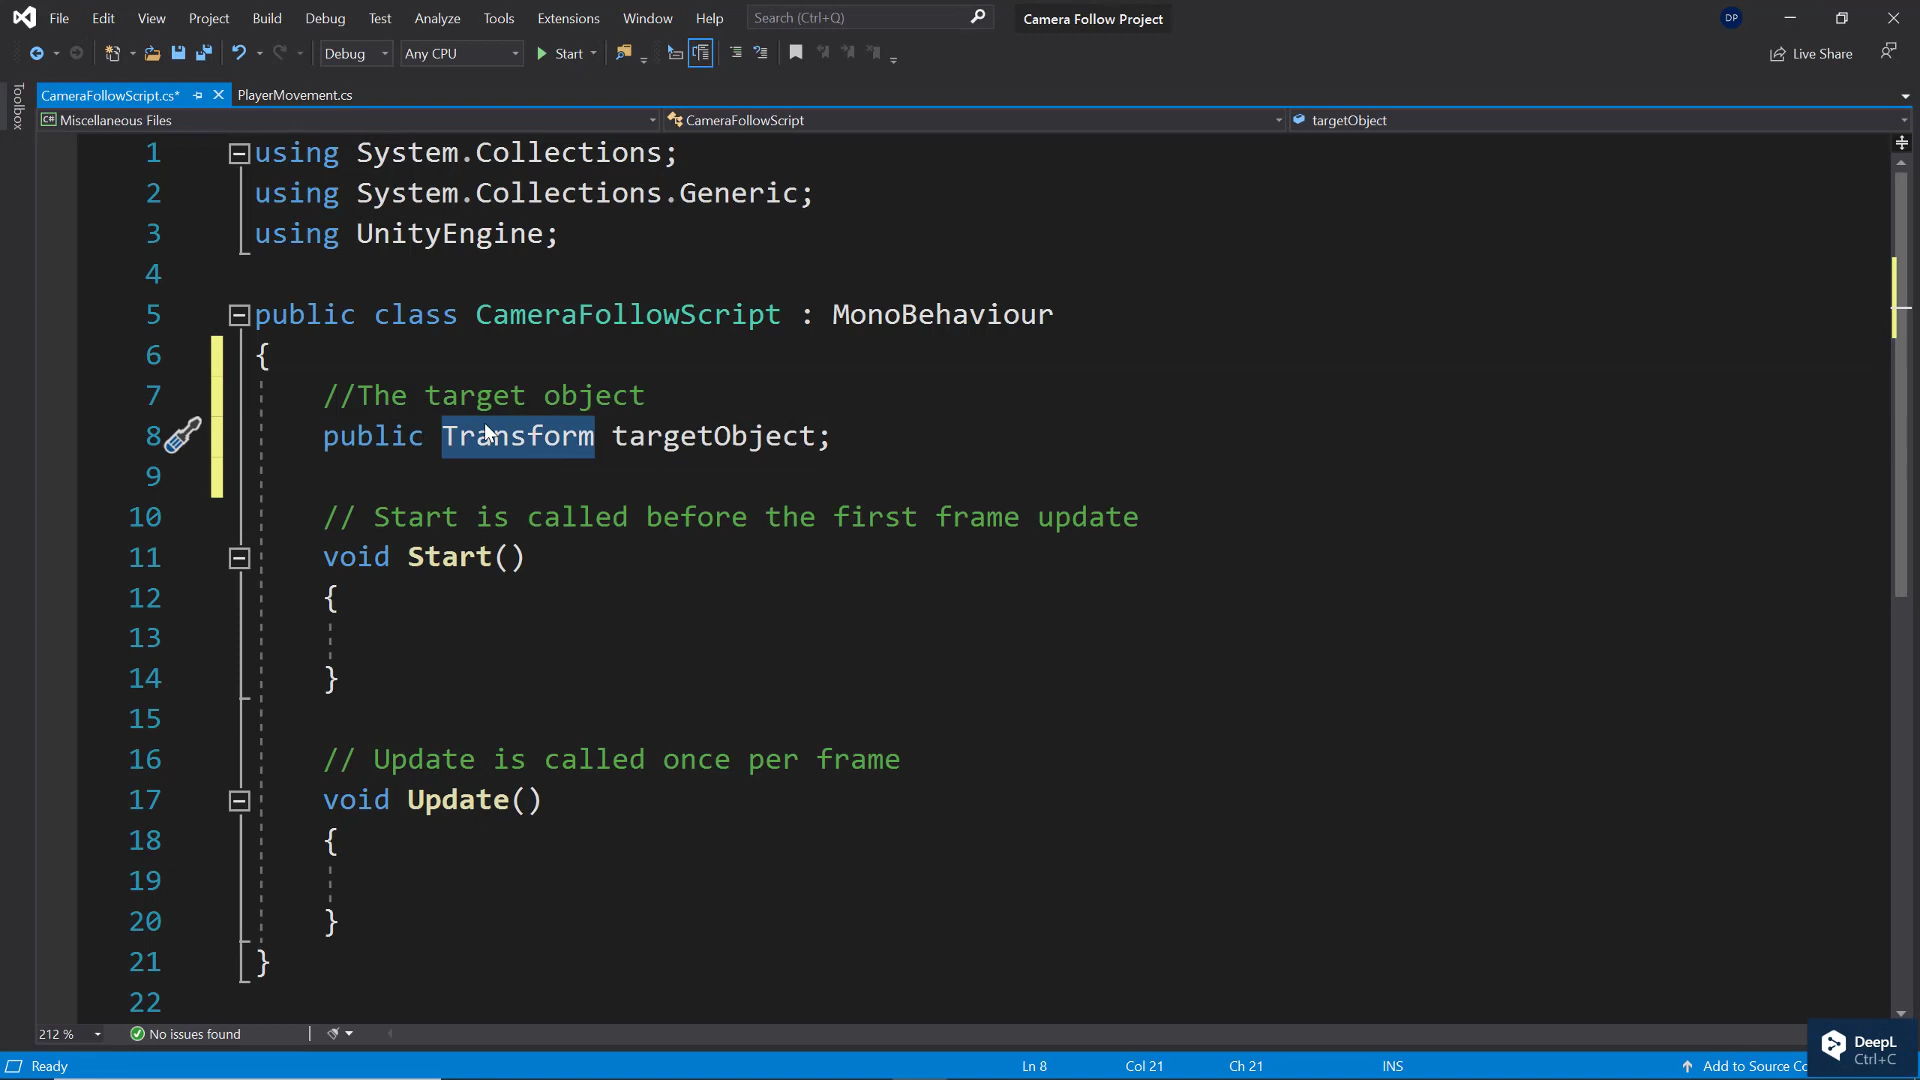 File Edit View Git Project Build Debug Test Analyze Tools Extensions Window Help Search (Ctrl+Q) Camera Follow Project DP
Debug Any CPU Start Live Share
CameraFollowScript.cs* PlayerMovement.cs
Toolbox
C# Miscellaneous Files CameraFollowScript targetObject
1 using System.Collections;
2 using System.Collections.Generic;
3 using UnityEngine;
4
5 public class CameraFollowScript : MonoBehaviour
6 {
7 //The target object
8 public Transform targetObject;
9
10 // Start is called before the first frame update
11 void Start()
12 {
13
14 }
15
16 // Update is called once per frame
17 void Update()
18 {
19
20 }
21 }
22
212 % No issues found
Ready Ln 8 Col 21 Ch 21 INS Add to Source Co
DeepL
Ctrl+C